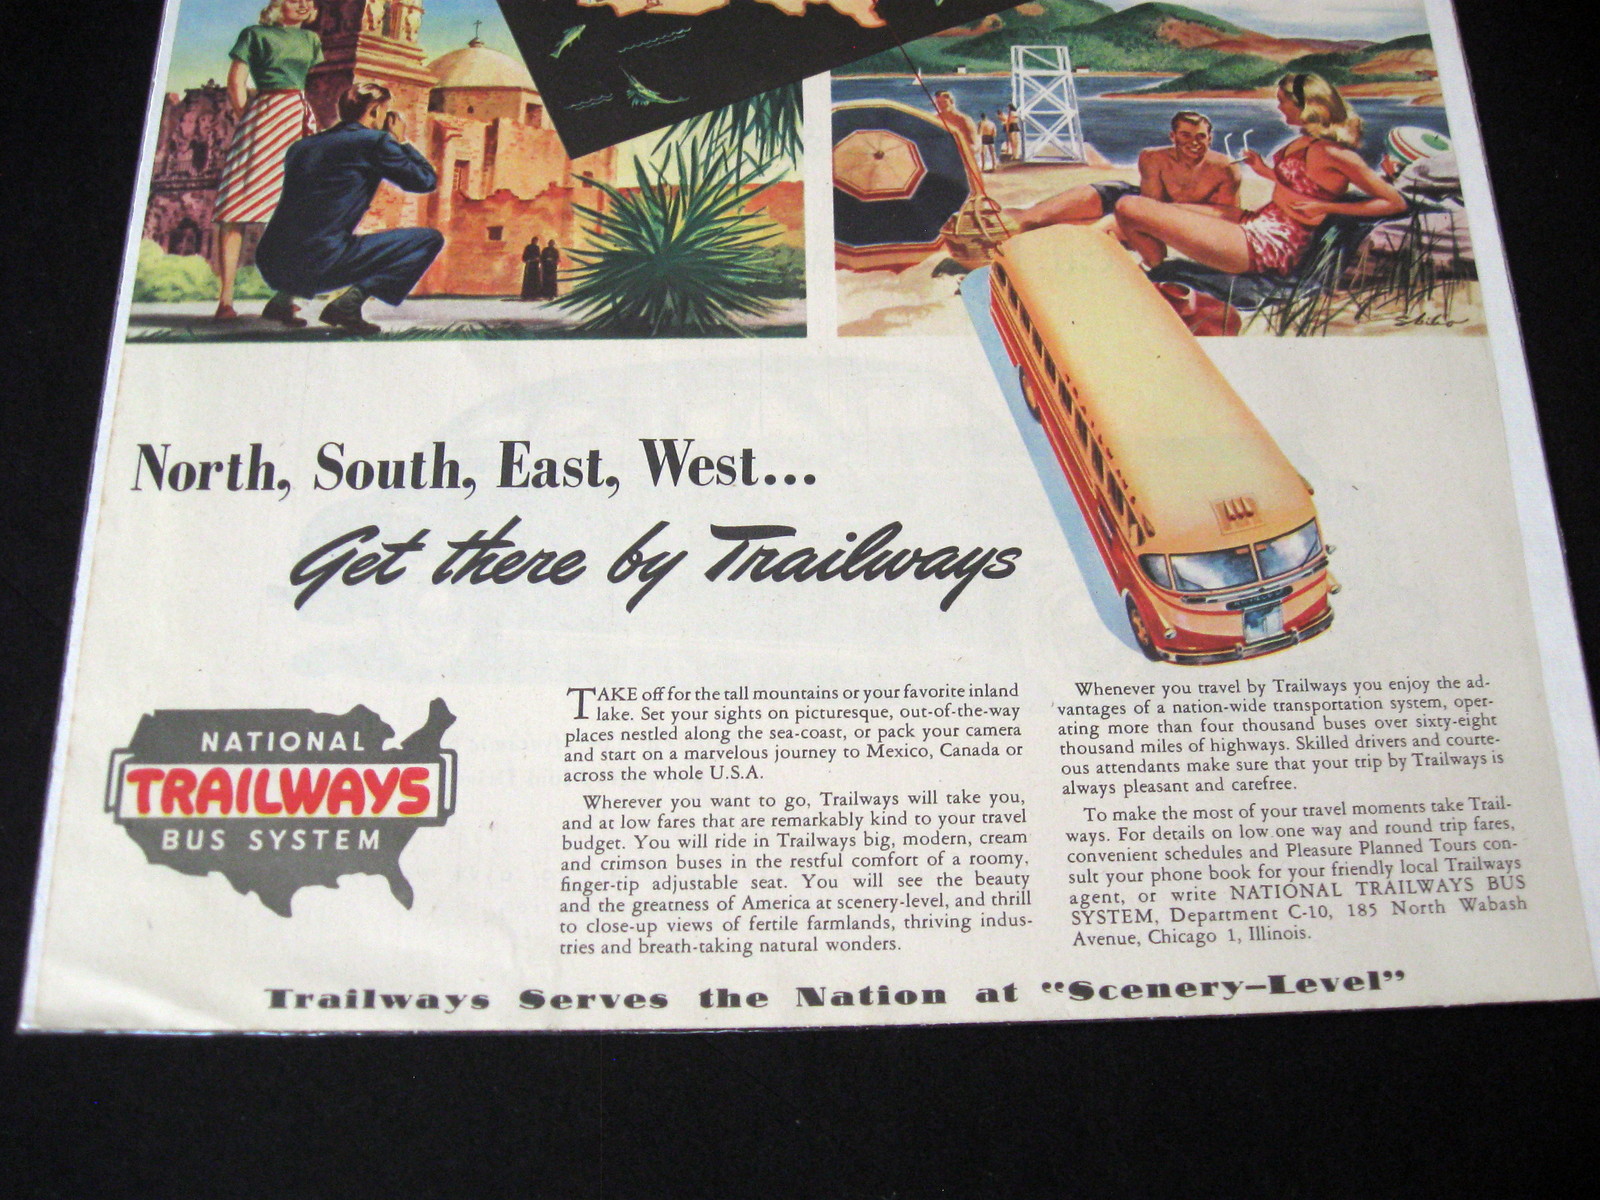 North, South, East, West...
Get there by Trailways
NATIONAL
TRAILWAYS
BUS SYSTEM
TAKE off for the tall mountains or your favorite inland
lake. Set your sights on picturesque, out-of-the-way
places nestled along the sea-coast, or pack your camera
and start on a marvelous journey to Mexico, Canada or
across the whole U.S.A.
Wherever you want to go, Trailways will take you,
and at low fares that are remarkably kind to your travel
budget. You will ride in Trailways big, modern, cream
and crimson buses in the restful comfort of a roomy,
finger-tip adjustable seat. You will see the beauty
and the greatness of America at scenery-level, and thrill
to close-up views of fertile farmlands, thriving indus-
tries and breath-taking natural wonders.
Whenever you travel by Trailways you enjoy the ad-
vantages of a nation-wide transportation system, oper-
ating more than four thousand buses over sixty-eight
thousand miles of highways. Skilled drivers and courte-
ous attendants make sure that your trip by Trailways is
always pleasant and carefree.
To make the most of your travel moments take Trail-
ways. For details on low one way and round trip fares,
convenient schedules and Pleasure Planned Tours con-
sult your phone book for your friendly local Trailways
agent, or write NATIONAL TRAILWAYS BUS
SYSTEM, Department C-10, 185 North Wabash
Avenue, Chicago 1, Illinois.
Trailways Serves the Nation at “Scenery-Level”